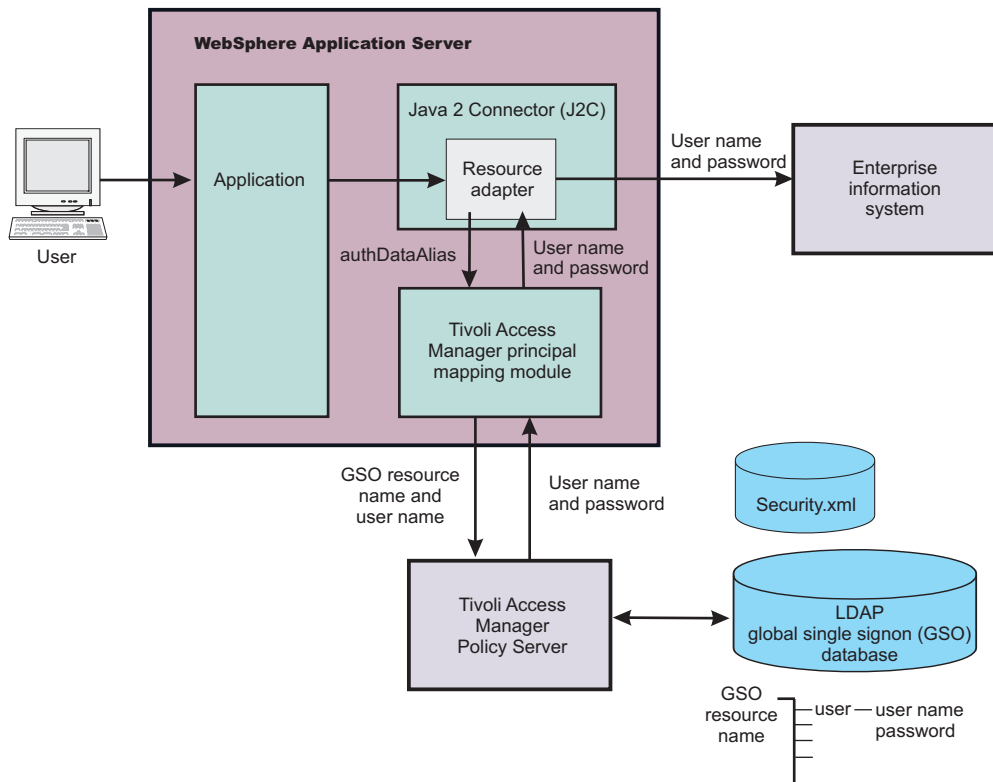 WebSphere Application Server
Java 2 Connector (J2C)
User name
and password
Resource
adapter
Application
Enterprise
information
system
User
authDataAlias
User name
and password
Tivoli Access
Manager principal
mapping module
GSO resource
name and
user name
User name
and password
Security.xml
Tivoli Access
Manager
Policy Server
LDAP
global single signon (GSO)
database
GSO
resource
name
user
user name
password